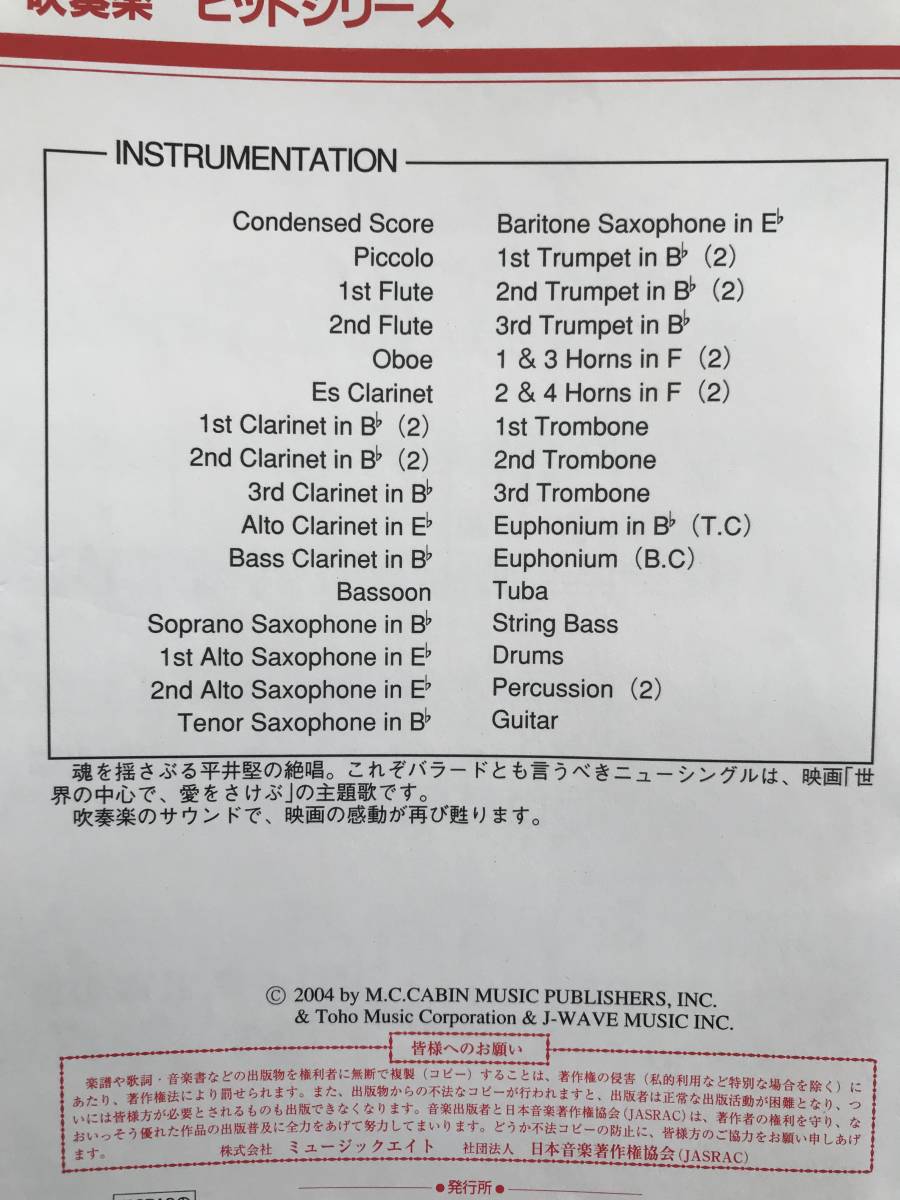 吹奏楽 ヒットシリーズ
INSTRUMENTATION
Condensed Score
Piccolo
1st Flute
2nd Flute
Oboe
Es Clarinet
1st Clarinet in B♭ (2)
2nd Clarinet in B♭ (2)
3rd Clarinet in B♭
Alto Clarinet in E♭
Bass Clarinet in B♭
Bassoon
Soprano Saxophone in B♭
1st Alto Saxophone in E♭
2nd Alto Saxophone in E♭
Tenor Saxophone in B♭
Baritone Saxophone in E♭
1st Trumpet in B♭ (2)
2nd Trumpet in B♭ (2)
3rd Trumpet in B♭
1 & 3 Horns in F (2)
2 & 4 Horns in F (2)
1st Trombone
2nd Trombone
3rd Trombone
Euphonium in B♭ (T.C)
Euphonium (B.C)
Tuba
String Bass
Drums
Percussion (2)
Guitar
魂を揺さぶる平井堅の絶唱。これぞバラードとも言うべきニューシングルは、映画「世
界の中心で、愛をさけぶ」の主題歌です。
吹奏楽のサウンドで、映画の感動が再び甦ります。
© 2004 by M.C.CABIN MUSIC PUBLISHERS, INC.
& Toho Music Corporation & J-WAVE MUSIC INC.
皆様へのお願い
楽譜や歌詞・音楽書などの出版物を権利者に無断で複製（コピー）することは、著作権の侵害（私的利用など特別な場合を除く）に
あたり、著作権法により罰せられます。また、出版物からの不法なコピーが行われますと、出版者は正常な出版活動が困難となり、つ
いには皆様方が必要とされるものも出版できなくなります。音楽出版者と日本音楽著作権協会(JASRAC)は、著作者の権利を守り、な
おいっそう優れた作品の出版普及に全力をあげて努力してまいります。どうか不法コピーの防止に、皆様方のご協力をお願い申しあげ
ます。
株式会社 ミュージックエイト 社団法人 日本音楽著作権協会(JASRAC)
●発行所●